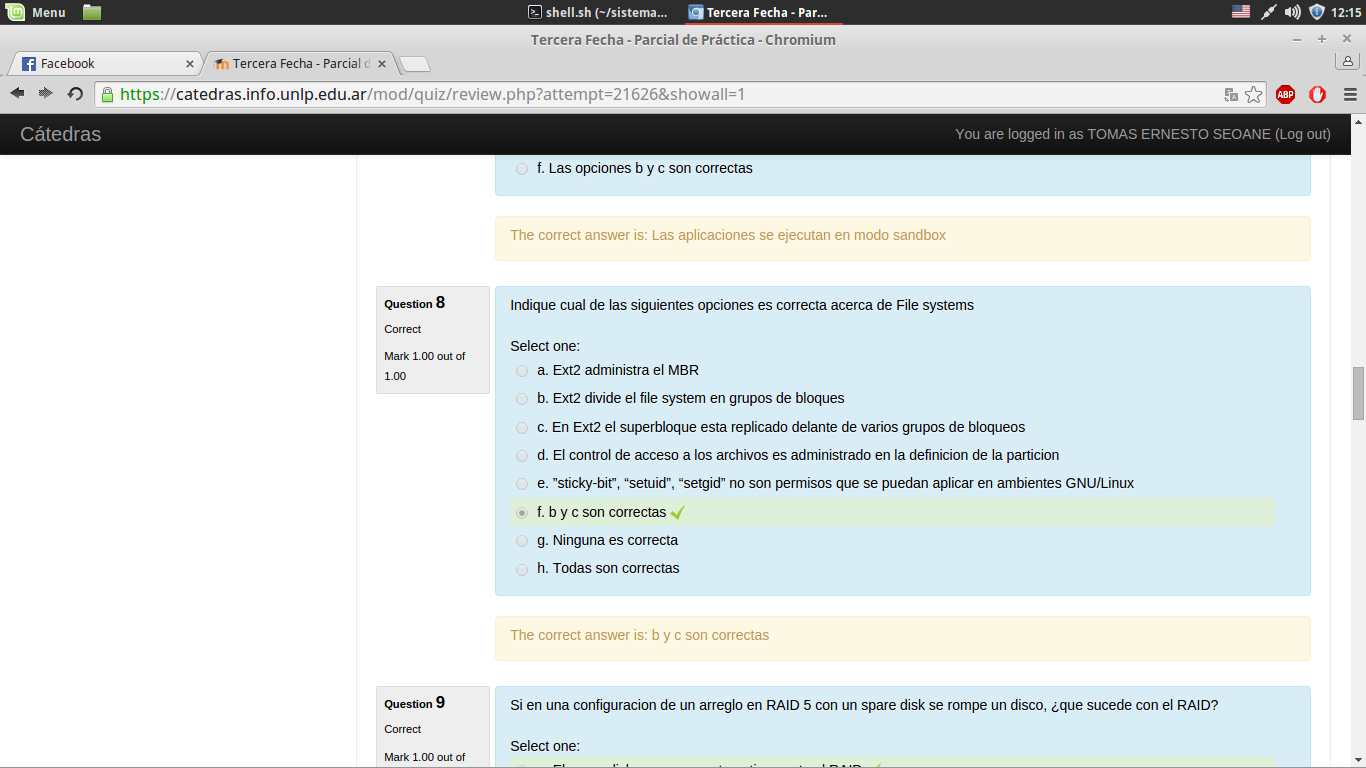 Menu
shell.sh (~/sistema...
Tercera Fecha - Par...
12:15
Tercera Fecha - Parcial de Práctica - Chromium
Facebook
Tercera Fecha - Parcial d
https://catedras.info.unlp.edu.ar/mod/quiz/review.php?attempt=21626&showall=1
ABP
Cátedras
You are logged in as TOMAS ERNESTO SEOANE (Log out)
f. Las opciones b y c son correctas
The correct answer is: Las aplicaciones se ejecutan en modo sandbox
Question 8
Correct
Mark 1.00 out of
1.00
Indique cual de las siguientes opciones es correcta acerca de File systems
Select one:
a. Ext2 administra el MBR
b. Ext2 divide el file system en grupos de bloques
c. En Ext2 el superbloque esta replicado delante de varios grupos de bloqueos
d. El control de acceso a los archivos es administrado en la definicion de la particion
e. ”sticky-bit”, “setuid”, “setgid” no son permisos que se puedan aplicar en ambientes GNU/Linux
f. b y c son correctas
g. Ninguna es correcta
h. Todas son correctas
The correct answer is: b y c son correctas
Question 9
Correct
Mark 1.00 out of
Si en una configuracion de un arreglo en RAID 5 con un spare disk se rompe un disco, ¿que sucede con el RAID?
Select one: